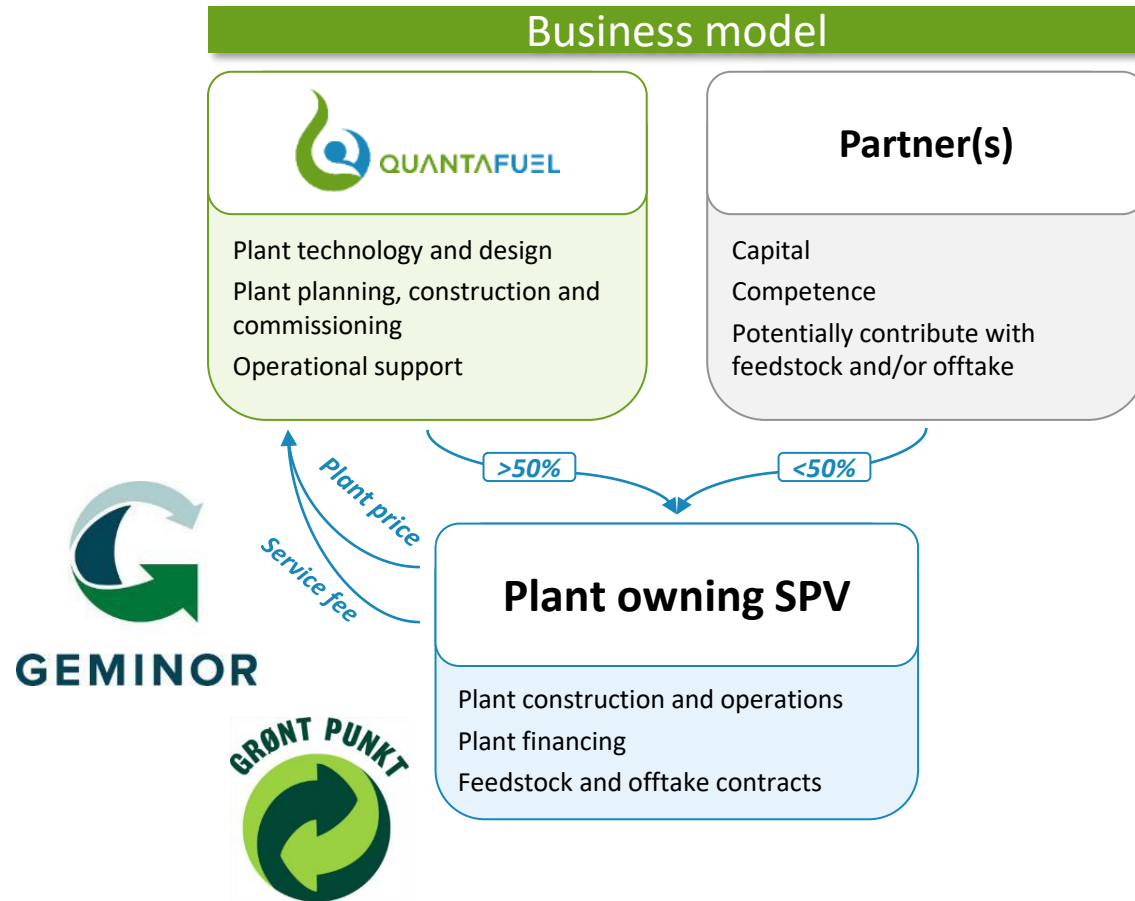 Business model
QUANTAFUEL
Plant technology and design
Plant planning, construction and
commissioning
Operational support
Partner(s)
Capital
Competence
Potentially contribute with
feedstock and/or offtake
>50%
<50%
Plant price
Service fee
GEMINOR
GRØNT PUNKT
Plant owning SPV
Plant construction and operations
Plant financing
Feedstock and offtake contracts